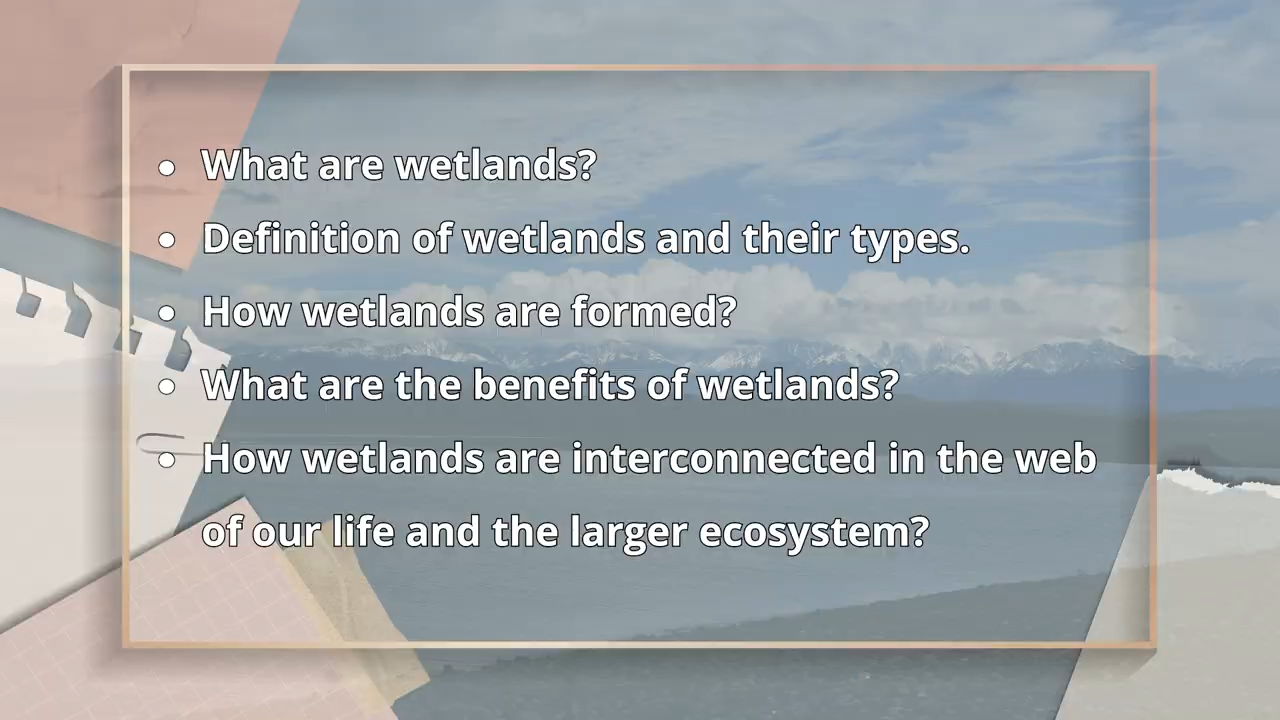 • What are wetlands?
• Definition of wetlands and their types.
• How wetlands are formed?
• What are the benefits of wetlands?
• How wetlands are interconnected in the web
of our life and the larger ecosystem?